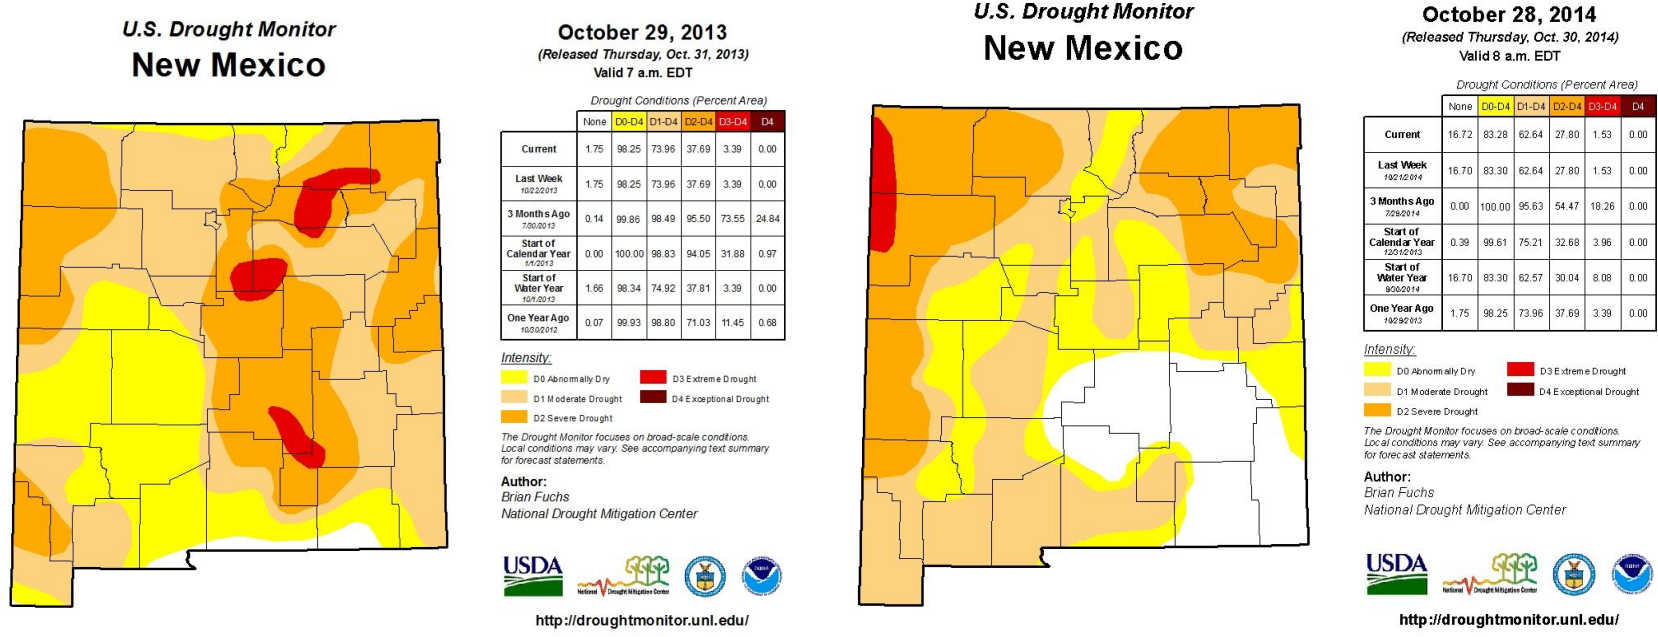 U.S. Drought Monitor
New Mexico
October 29, 2013
(Released Thursday, Oct. 31, 2013)
Valid 7 a.m. EDT
Drought Conditions (Percent Area)
None D0-D4 D1-D4 D2-D4 D3-D4 D4
Current 1.75 98.25 73.96 37.69 3.39 0.00
Last Week 1.75 98.25 73.96 37.69 3.39 0.00
10/22/2013
3 Months Ago 0.14 99.86 98.49 95.50 73.55 24.84
7/30/2013
Start of
Calendar Year 0.00 100.00 98.83 94.05 31.88 0.97
1/1/2013
Start of
Water Year 1.66 98.34 74.92 37.81 3.39 0.00
10/1/2013
One Year Ago 0.07 99.93 98.80 71.03 11.45 0.68
10/30/2012
Intensity:
D0 Abnormally Dry D3 Extreme Drought
D1 Moderate Drought D4 Exceptional Drought
D2 Severe Drought
The Drought Monitor focuses on broad-scale conditions.
Local conditions may vary. See accompanying text summary
for forecast statements.
Author:
Brian Fuchs
National Drought Mitigation Center
USDA
National Drought Mitigation Center
http://droughtmonitor.unl.edu/
U.S. Drought Monitor
New Mexico
October 28, 2014
(Released Thursday, Oct. 30, 2014)
Valid 8 a.m. EDT
Drought Conditions (Percent Area)
None D0-D4 D1-D4 D2-D4 D3-D4 D4
Current 16.72 83.28 62.64 27.80 1.53 0.00
Last Week 16.70 83.30 62.64 27.80 1.53 0.00
10/21/2014
3 Months Ago 0.00 100.00 95.63 54.47 18.26 0.00
7/29/2014
Start of
Calendar Year 0.39 99.61 75.21 32.68 3.96 0.00
12/31/2013
Start of
Water Year 16.70 83.30 62.57 30.04 8.08 0.00
9/30/2014
One Year Ago 1.75 98.25 73.96 37.69 3.39 0.00
10/29/2013
Intensity:
D0 Abnormally Dry D3 Extreme Drought
D1 Moderate Drought D4 Exceptional Drought
D2 Severe Drought
The Drought Monitor focuses on broad-scale conditions.
Local conditions may vary. See accompanying text summary
for forecast statements.
Author:
Brian Fuchs
National Drought Mitigation Center
USDA
National Drought Mitigation Center
http://droughtmonitor.unl.edu/